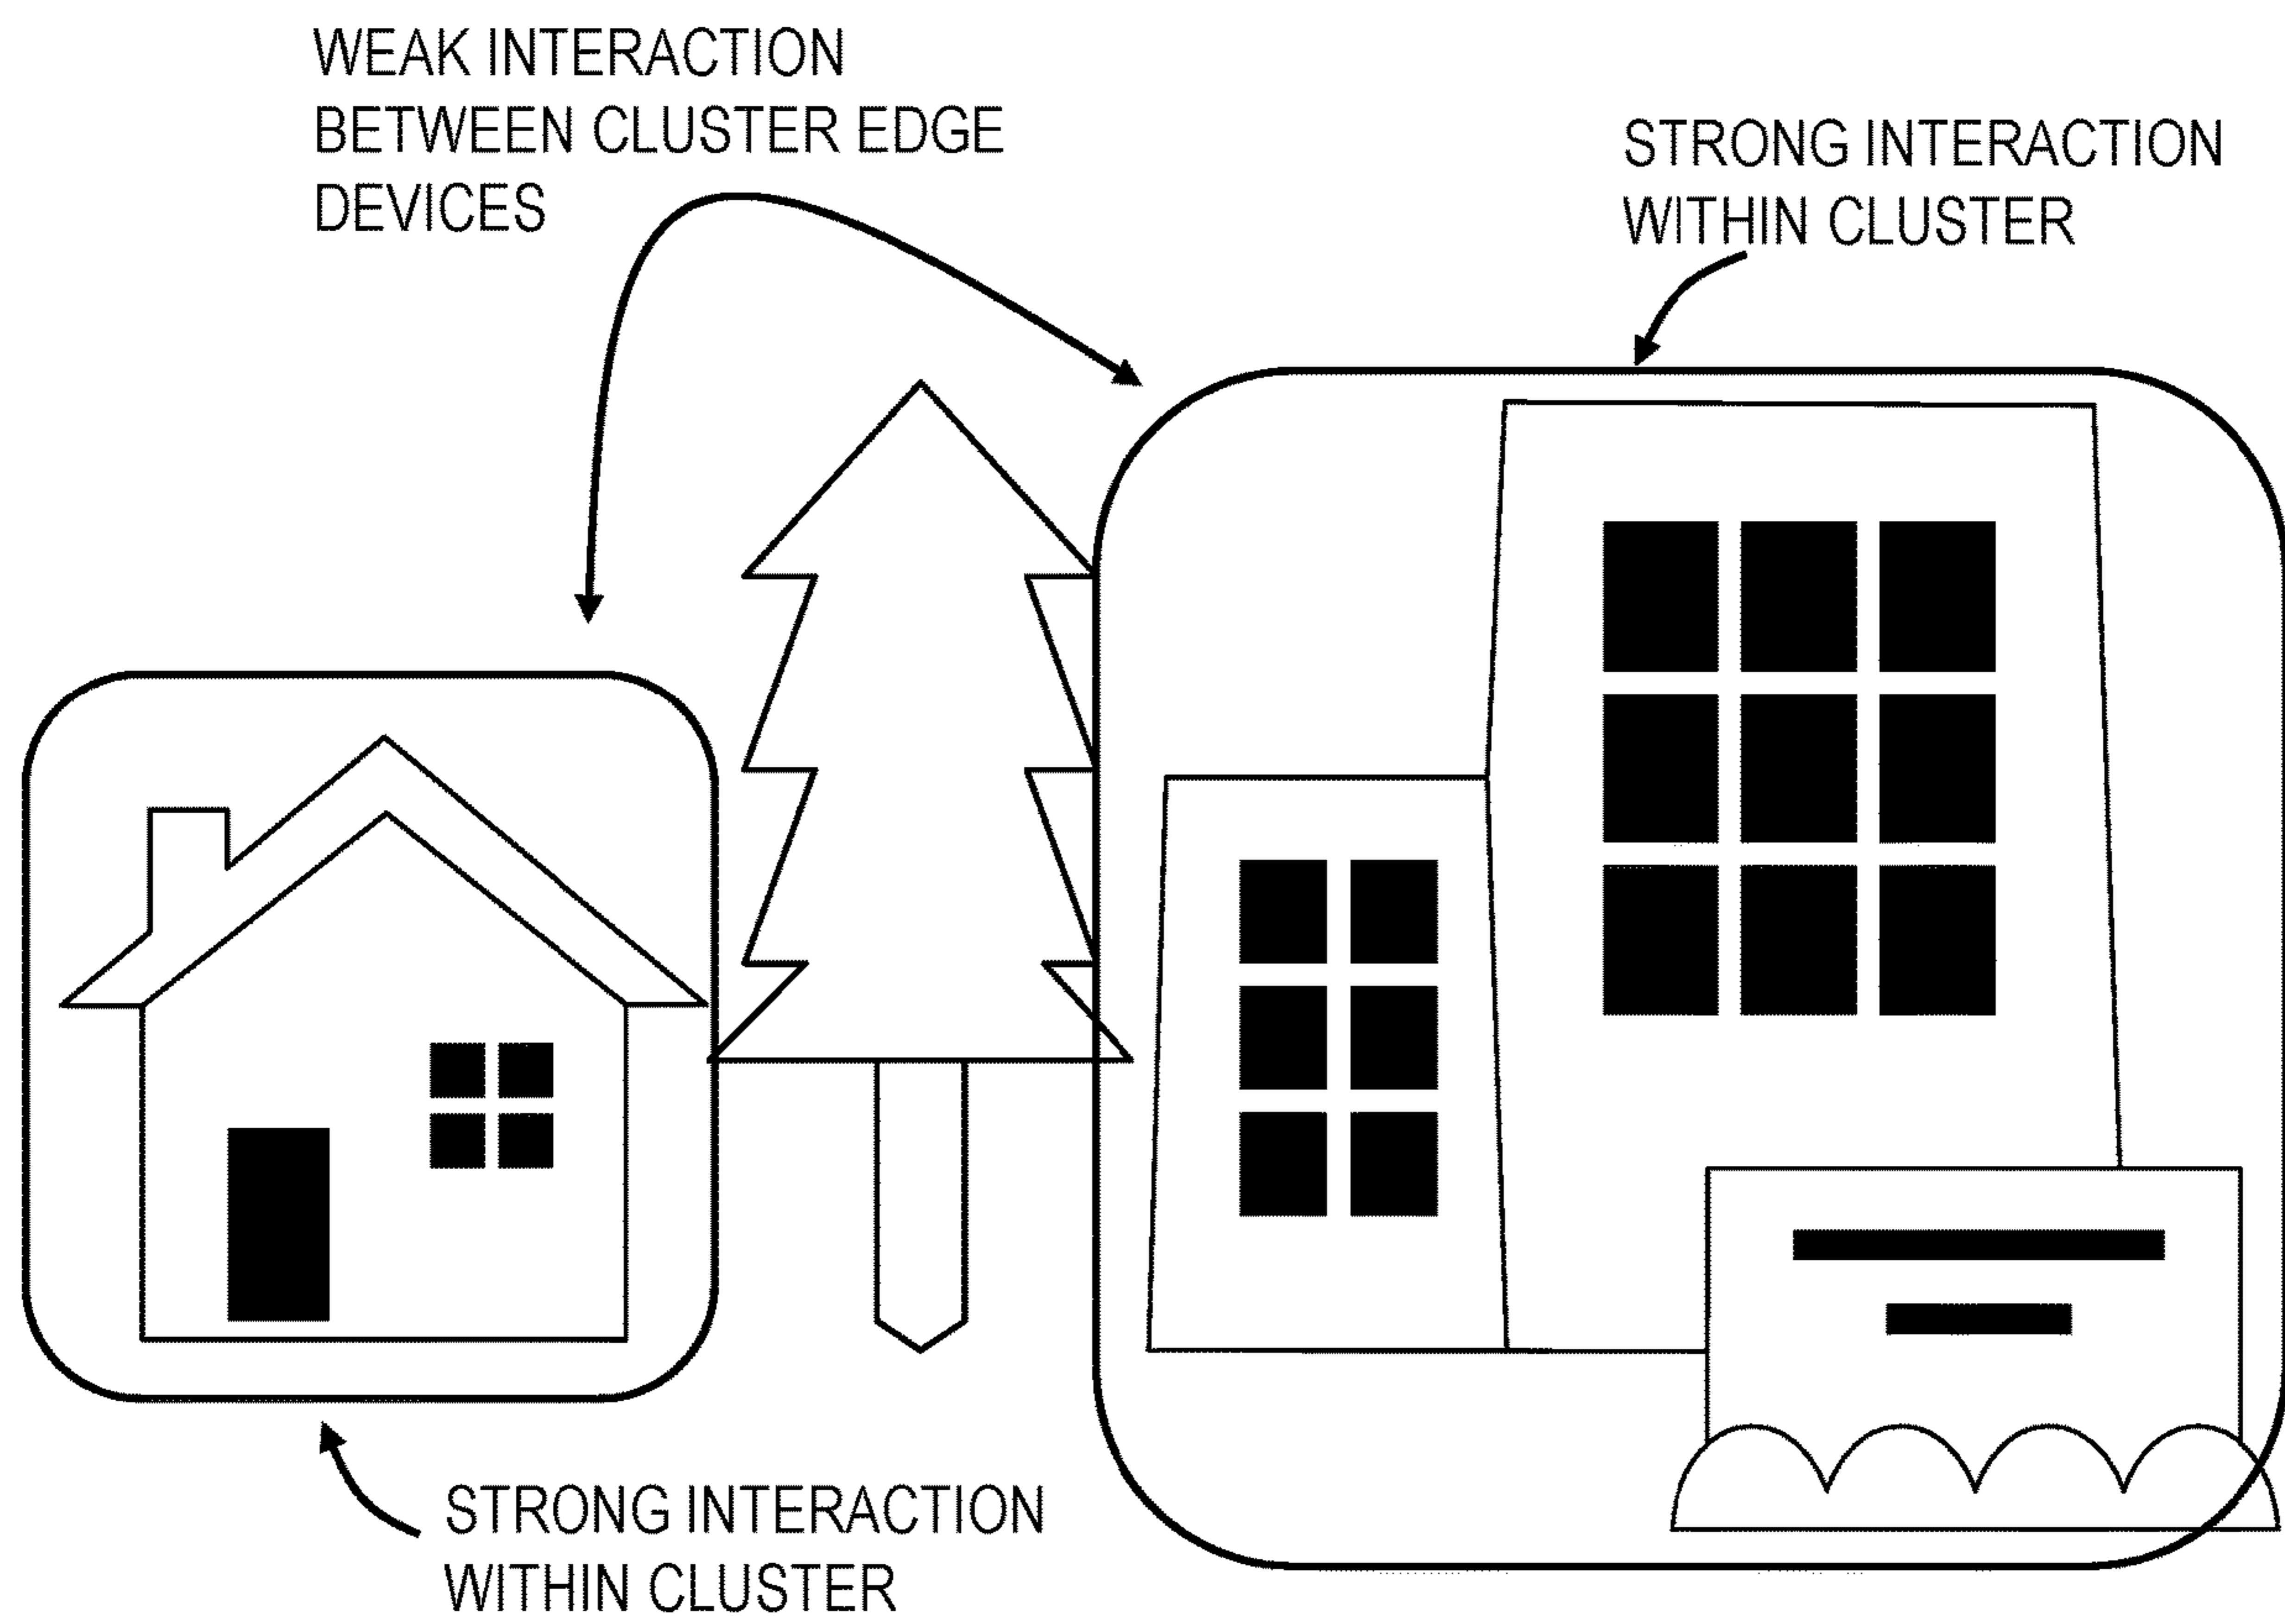 WEAK INTERACTION
BETWEEN CLUSTER EDGE
DEVICES
STRONG INTERACTION
WITHIN CLUSTER
STRONG INTERACTION
WITHIN CLUSTER